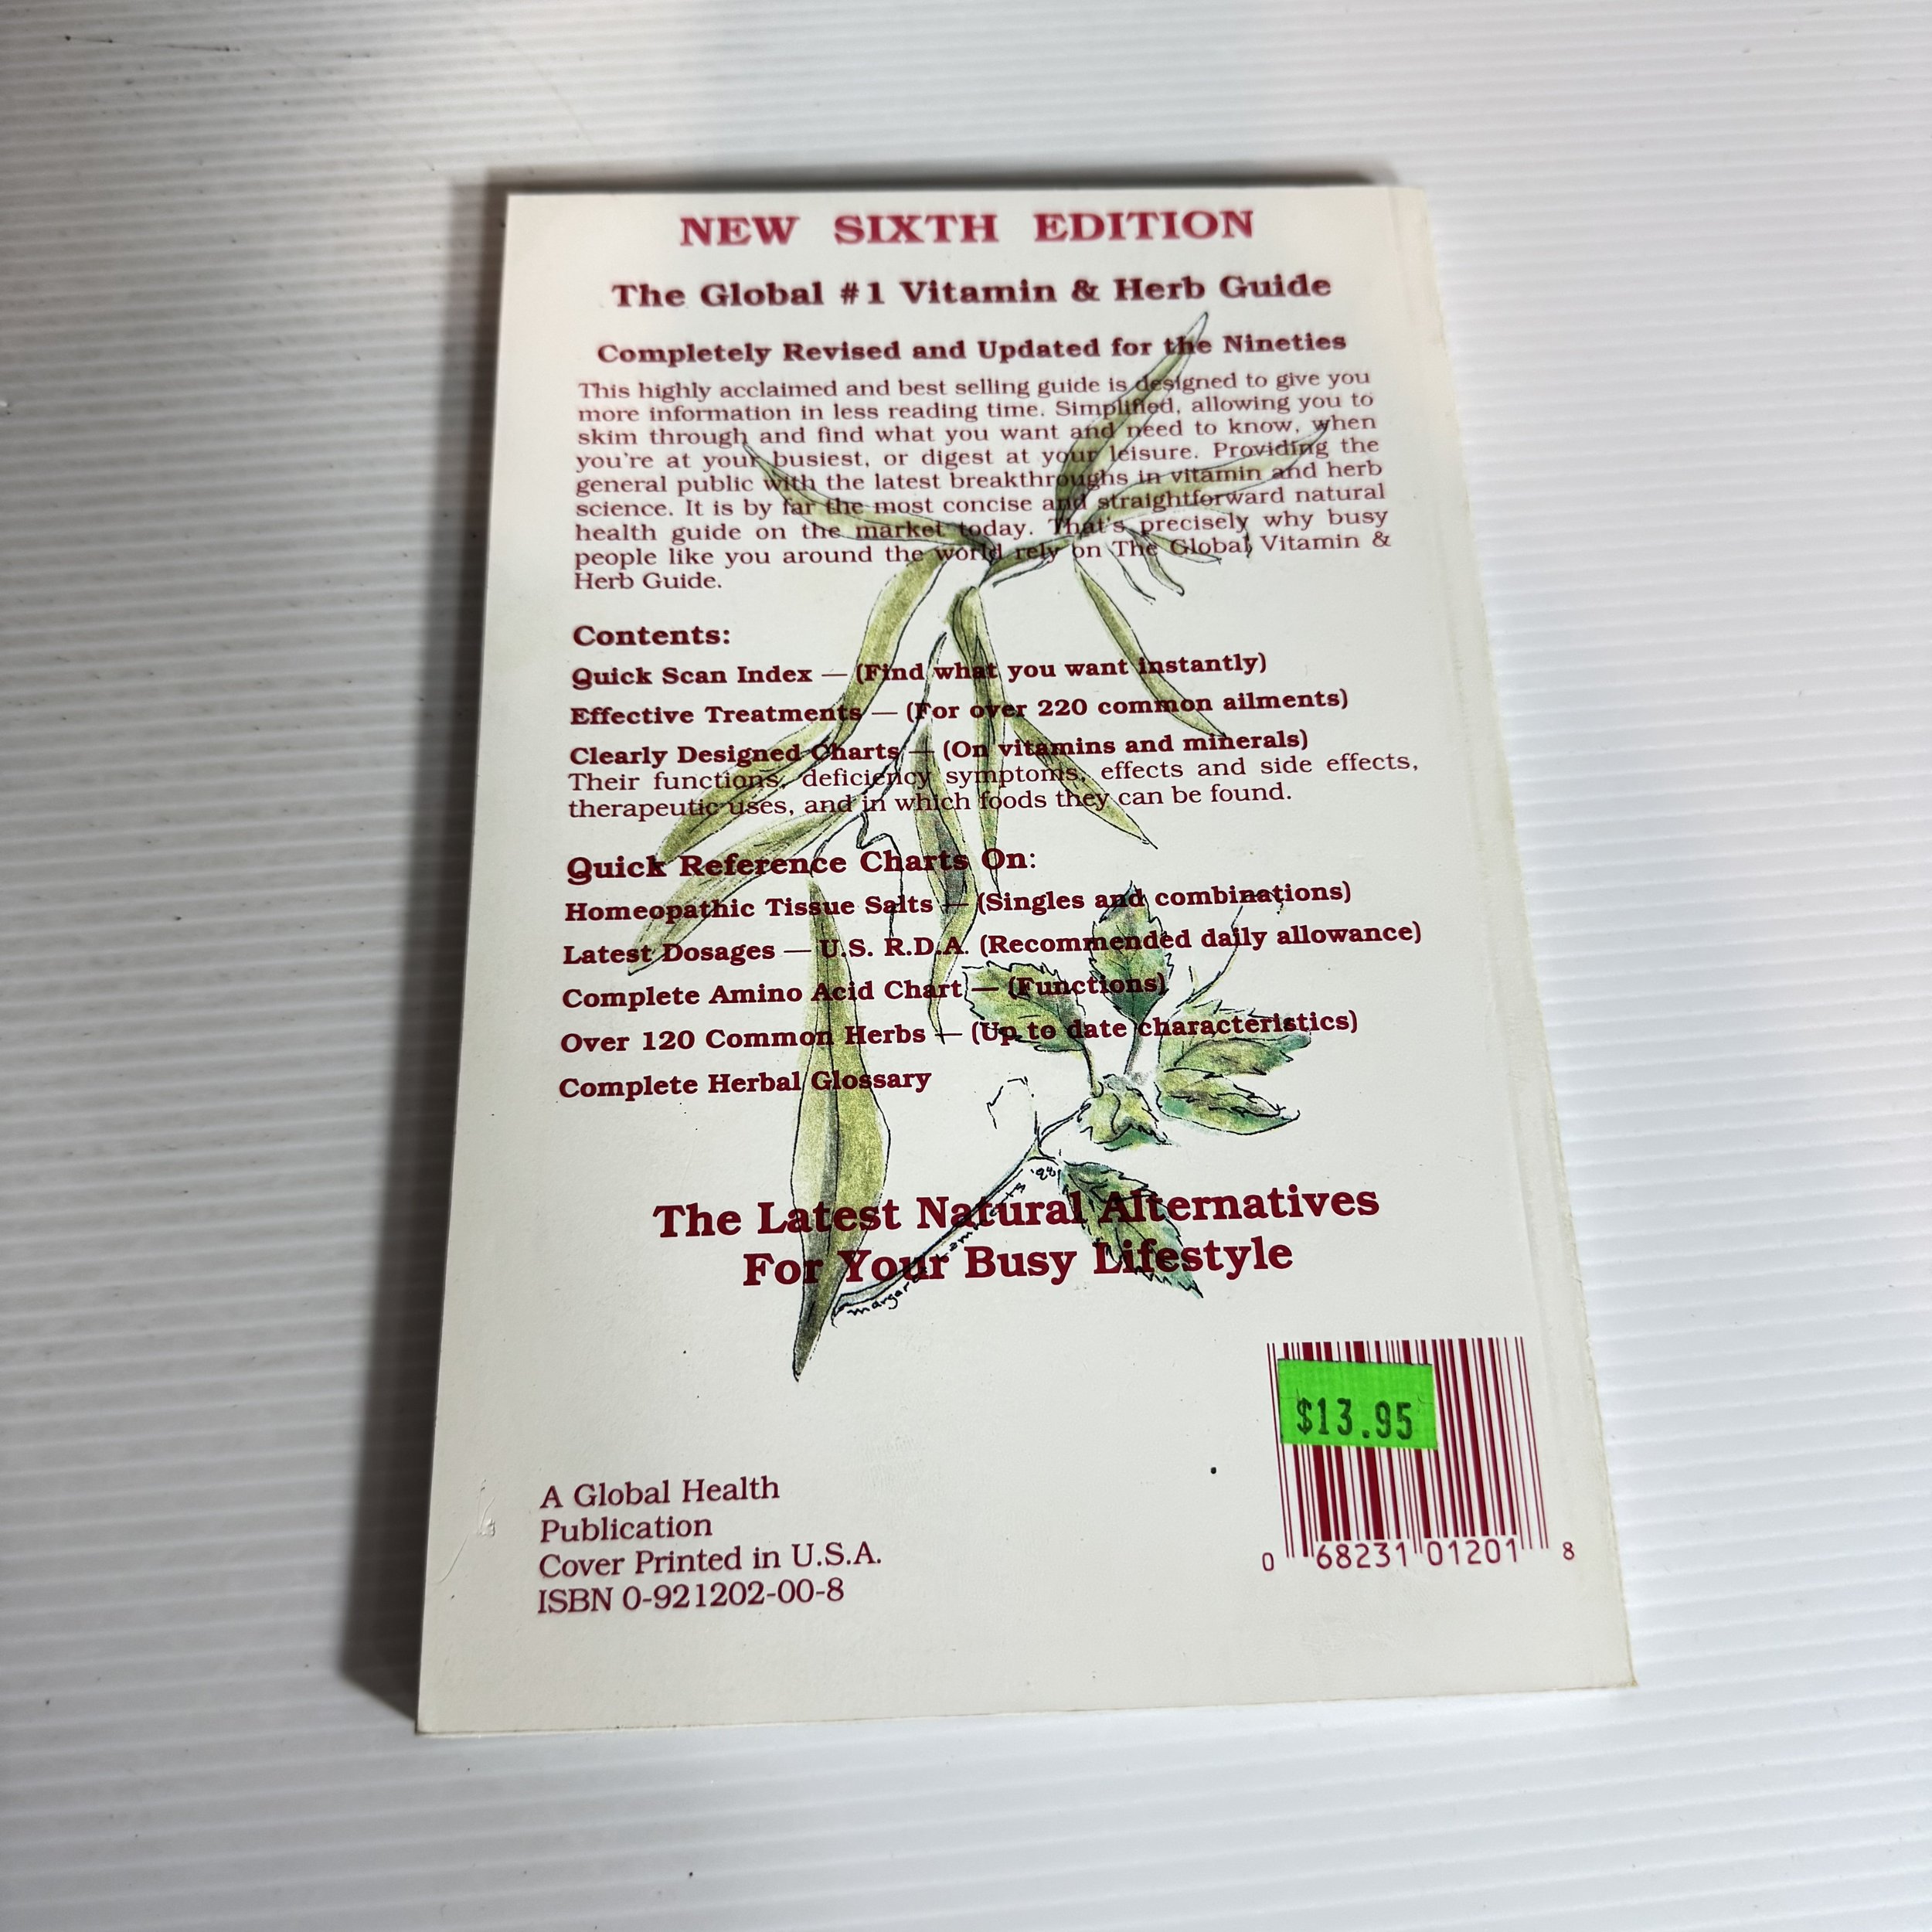 NEW SIXTH EDITION
The Global #1 Vitamin & Herb Guide
Completely Revised and Updated for the Nineties
This highly acclaimed and best selling guide is designed to give you
more information in less reading time. Simplified, allowing you to
skim through and find what you want and need to know, when
you're at your busiest, or digest at your leisure. Providing the
general public with the latest breakthroughs in vitamin and herb
science. It is by far the most concise and straightforward natural
health guide on the market today. That's precisely why busy
people like you around the world rely on The Global Vitamin &
Herb Guide.
Contents:
Quick Scan Index — (Find what you want instantly)
Effective Treatments — (For over 220 common ailments)
Clearly Designed Charts — (On vitamins and minerals)
Their functions, deficiency symptoms, effects and side effects,
therapeutic uses, and in which foods they can be found.
Quick Reference Charts On:
Homeopathic Tissue Salts — (Singles and combinations)
Latest Dosages — U.S. R.D.A. (Recommended daily allowance)
Complete Amino Acid Chart — (Functions)
Over 120 Common Herbs — (Up to date characteristics)
Complete Herbal Glossary
The Latest Natural Alternatives
For Your Busy Lifestyle
$13.95
0 68231 01201 8
A Global Health
Publication
Cover Printed in U.S.A.
ISBN 0-921202-00-8